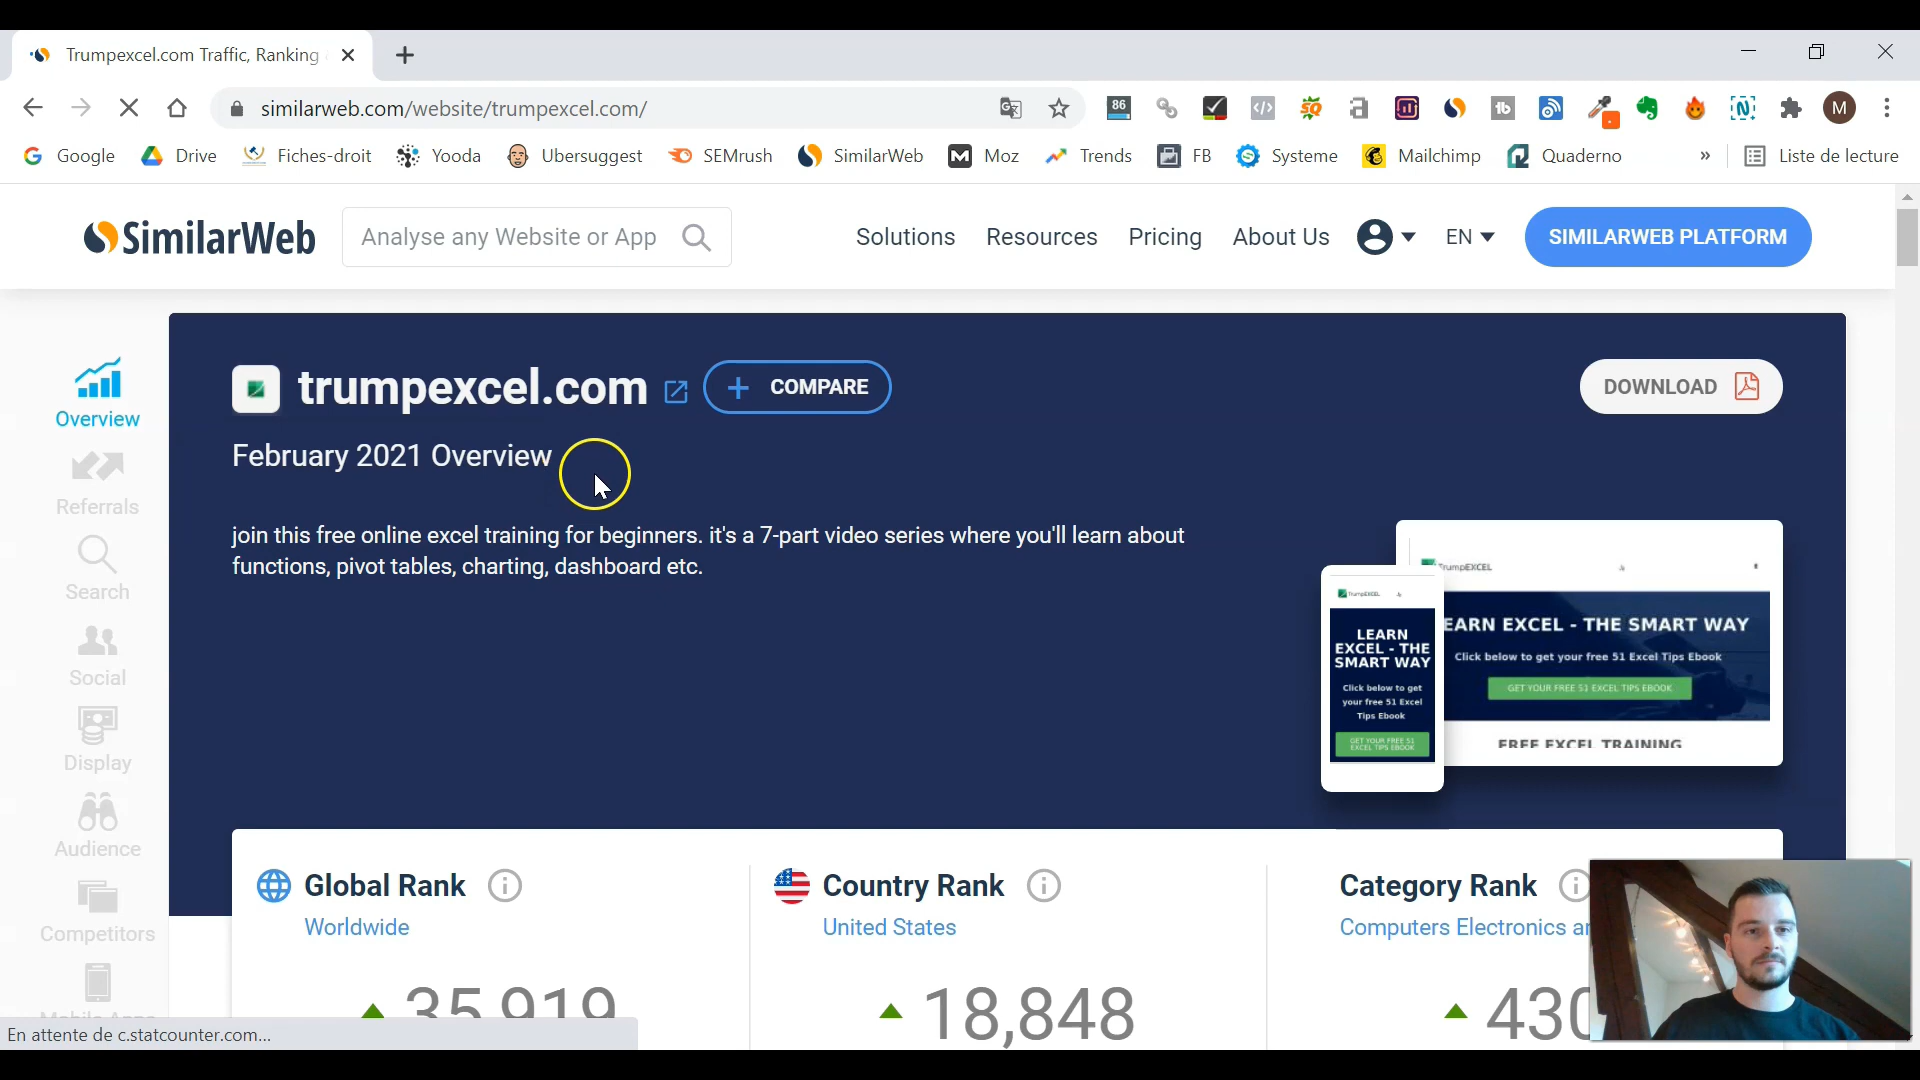 Trumpexcel.com Traffic, Ranking
similarweb.com/website/trumpexcel.com/
86
M
Google Drive Fiches-droit Yooda Ubersuggest SEMrush SimilarWeb Moz Trends FB Systeme Mailchimp Quaderno » Liste de lecture
SimilarWeb
Analyse any Website or App
Solutions Resources Pricing About Us EN SIMILARWEB PLATFORM
Overview
Referrals
Search
Social
Display
Audience
Competitors
trumpexcel.com
+ COMPARE
DOWNLOAD
February 2021 Overview
join this free online excel training for beginners. it's a 7-part video series where you'll learn about
functions, pivot tables, charting, dashboard etc.
TrumpEXCEL
LEARN
EXCEL - THE
SMART WAY
Click below to get
your free 51 Excel
Tips Ebook
GET YOUR FREE 51
EXCEL TIPS EBOOK
TrumpEXCEL
EARN EXCEL - THE SMART WAY
Click below to get your free 51 Excel Tips Ebook
GET YOUR FREE 51 EXCEL TIPS EBOOK
FREE EXCEL TRAINING
Global Rank
Worldwide
35,919
Country Rank
United States
18,848
Category Rank
Computers Electronics
430
En attente de c.statcounter.com...